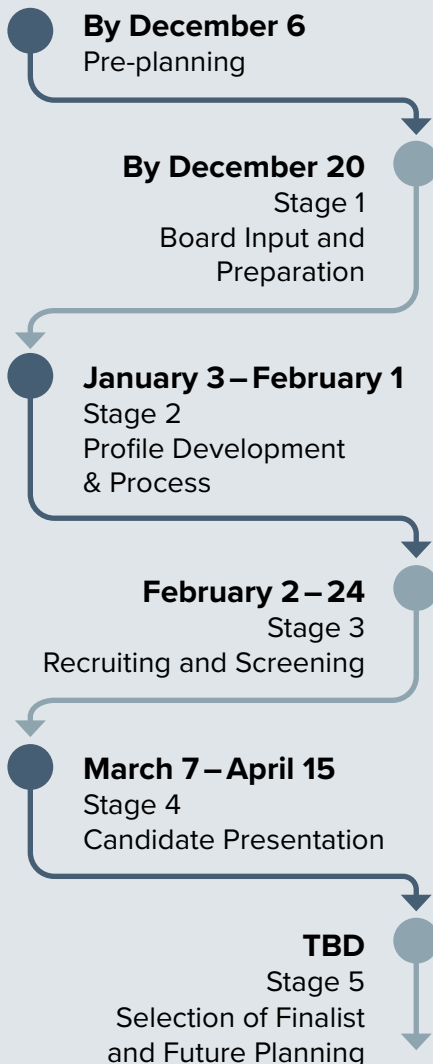 By December 6
Pre-planning
By December 20
Stage 1
Board Input and
Preparation
January 3 – February 1
Stage 2
Profile Development
& Process
February 2 – 24
Stage 3
Recruiting and Screening
March 7 – April 15
Stage 4
Candidate Presentation
TBD
Stage 5
Selection of Finalist
and Future Planning